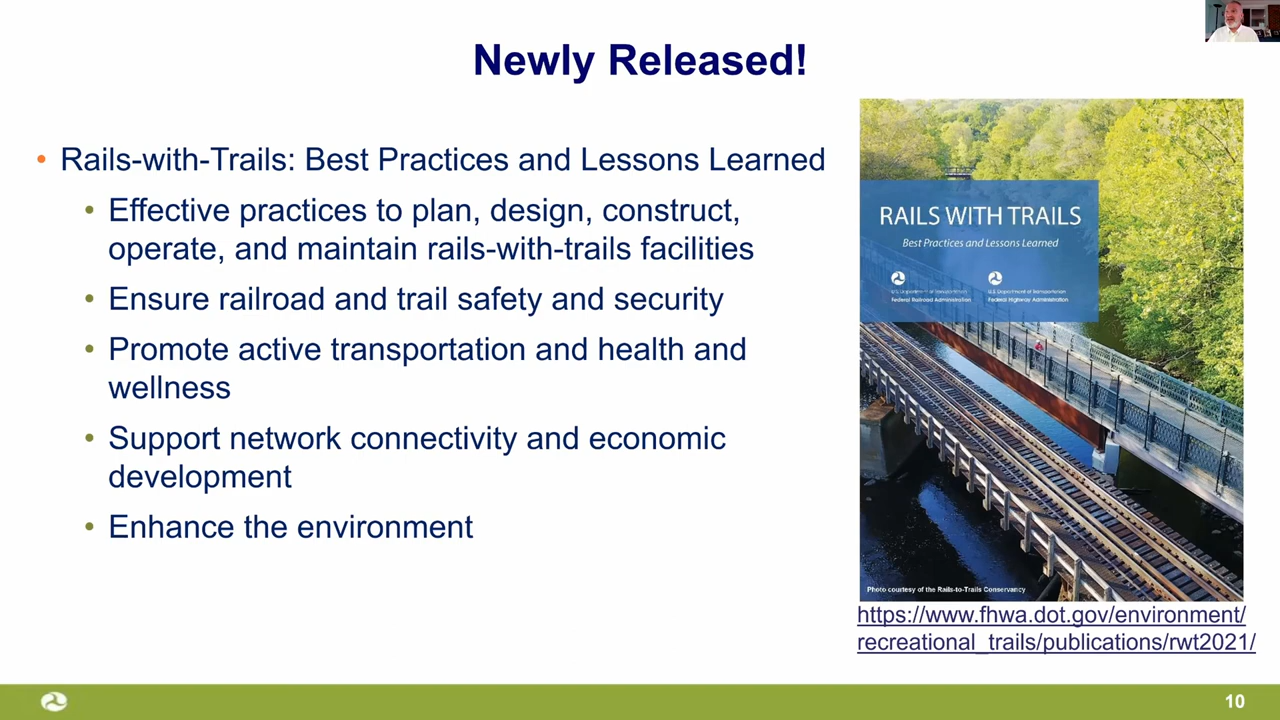 Newly Released!
• Rails-with-Trails: Best Practices and Lessons Learned
• Effective practices to plan, design, construct,
operate, and maintain rails-with-trails facilities
• Ensure railroad and trail safety and security
• Promote active transportation and health and
wellness
• Support network connectivity and economic
development
• Enhance the environment
RAILS WITH TRAILS
Best Practices and Lessons Learned
U.S. Department of Transportation
Federal Railroad Administration
U.S. Department of Transportation
Federal Highway Administration
Photo courtesy of the Rails-to-Trails Conservancy
https://www.fhwa.dot.gov/environment/
recreational_trails/publications/rwt2021/
10